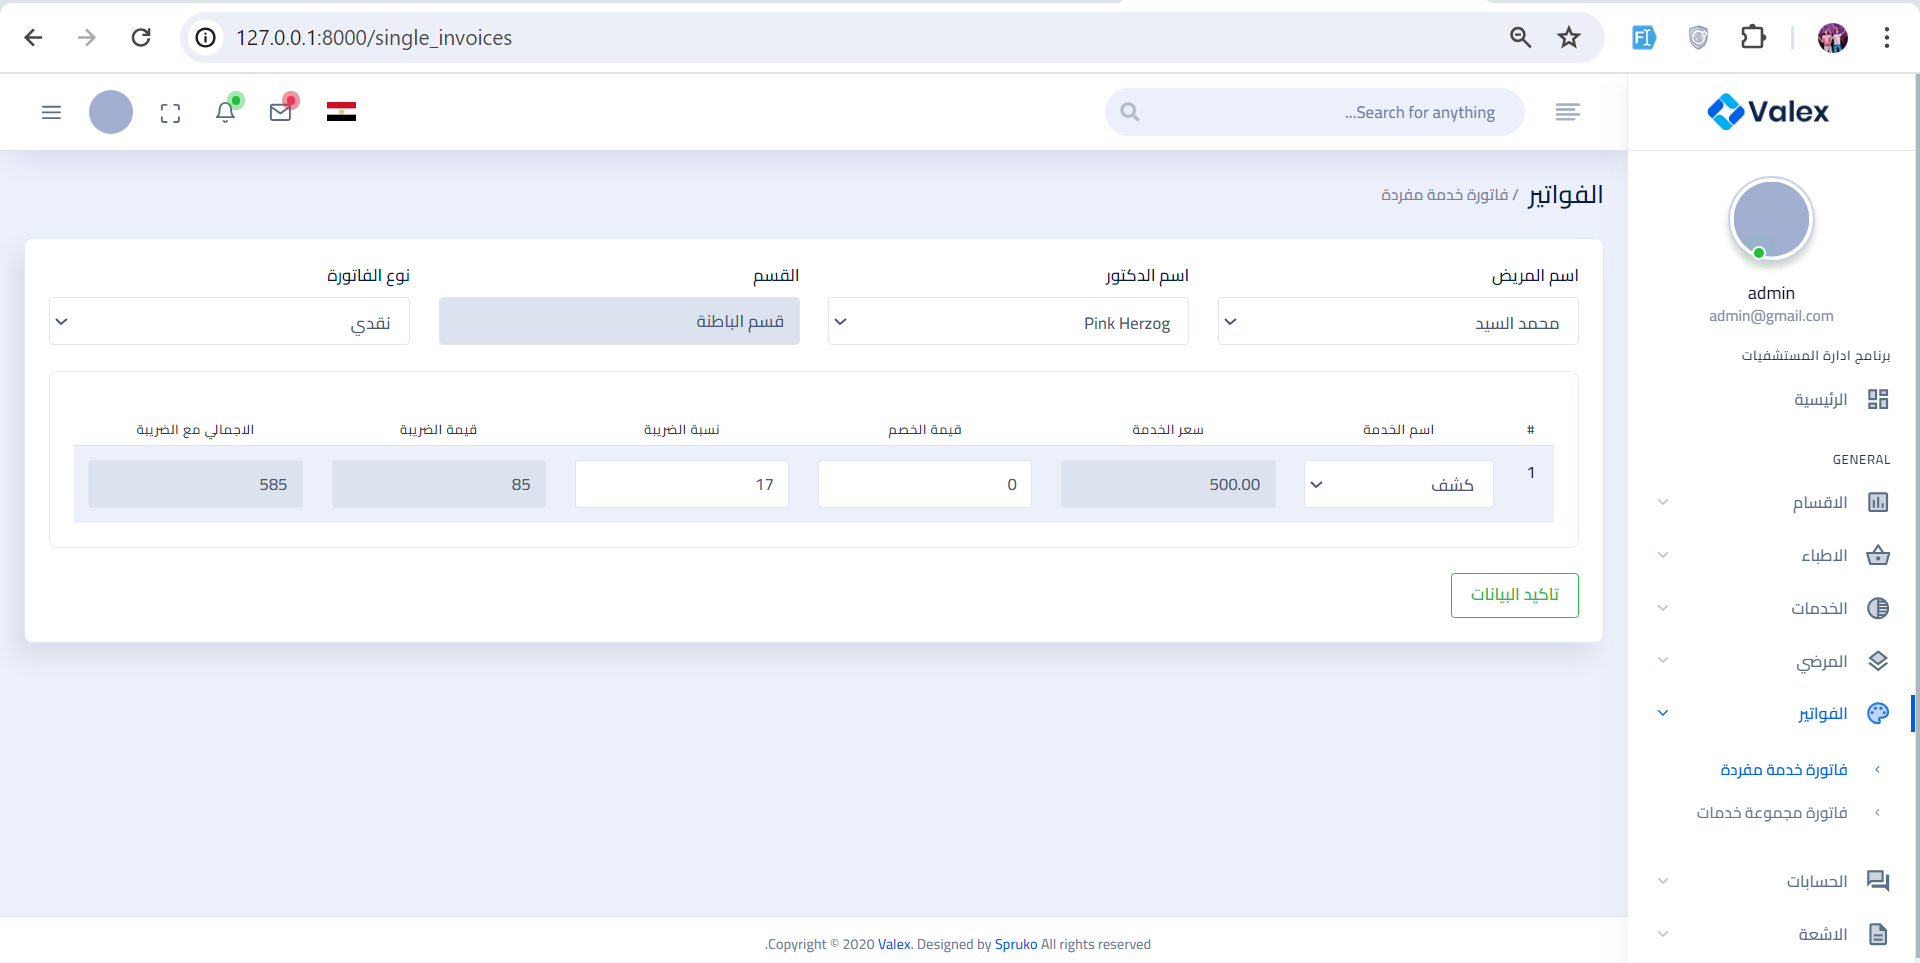 127.0.0.1:8000/single_invoices
Valex
Search for anything...
admin
admin@gmail.com
برنامج ادارة المستشفيات
الرئيسية
GENERAL
الاقسام
الاطباء
الخدمات
المرضي
الفواتير
فاتورة خدمة مفردة
فاتورة مجموعة خدمات
الحسابات
الاشعة
الفواتير / فاتورة خدمة مفردة
اسم المريض اسم الدكتور القسم نوع الفاتورة
محمد السيد Pink Herzog قسم الباطنة نقدي
# اسم الخدمة سعر الخدمة قيمة الخصم نسبة الضريبة قيمة الضريبة الاجمالي مع الضريبة
1 كشف 500.00 0 17 85 585
تاكيد البيانات
.Copyright © 2020 Valex. Designed by Spruko All rights reserved